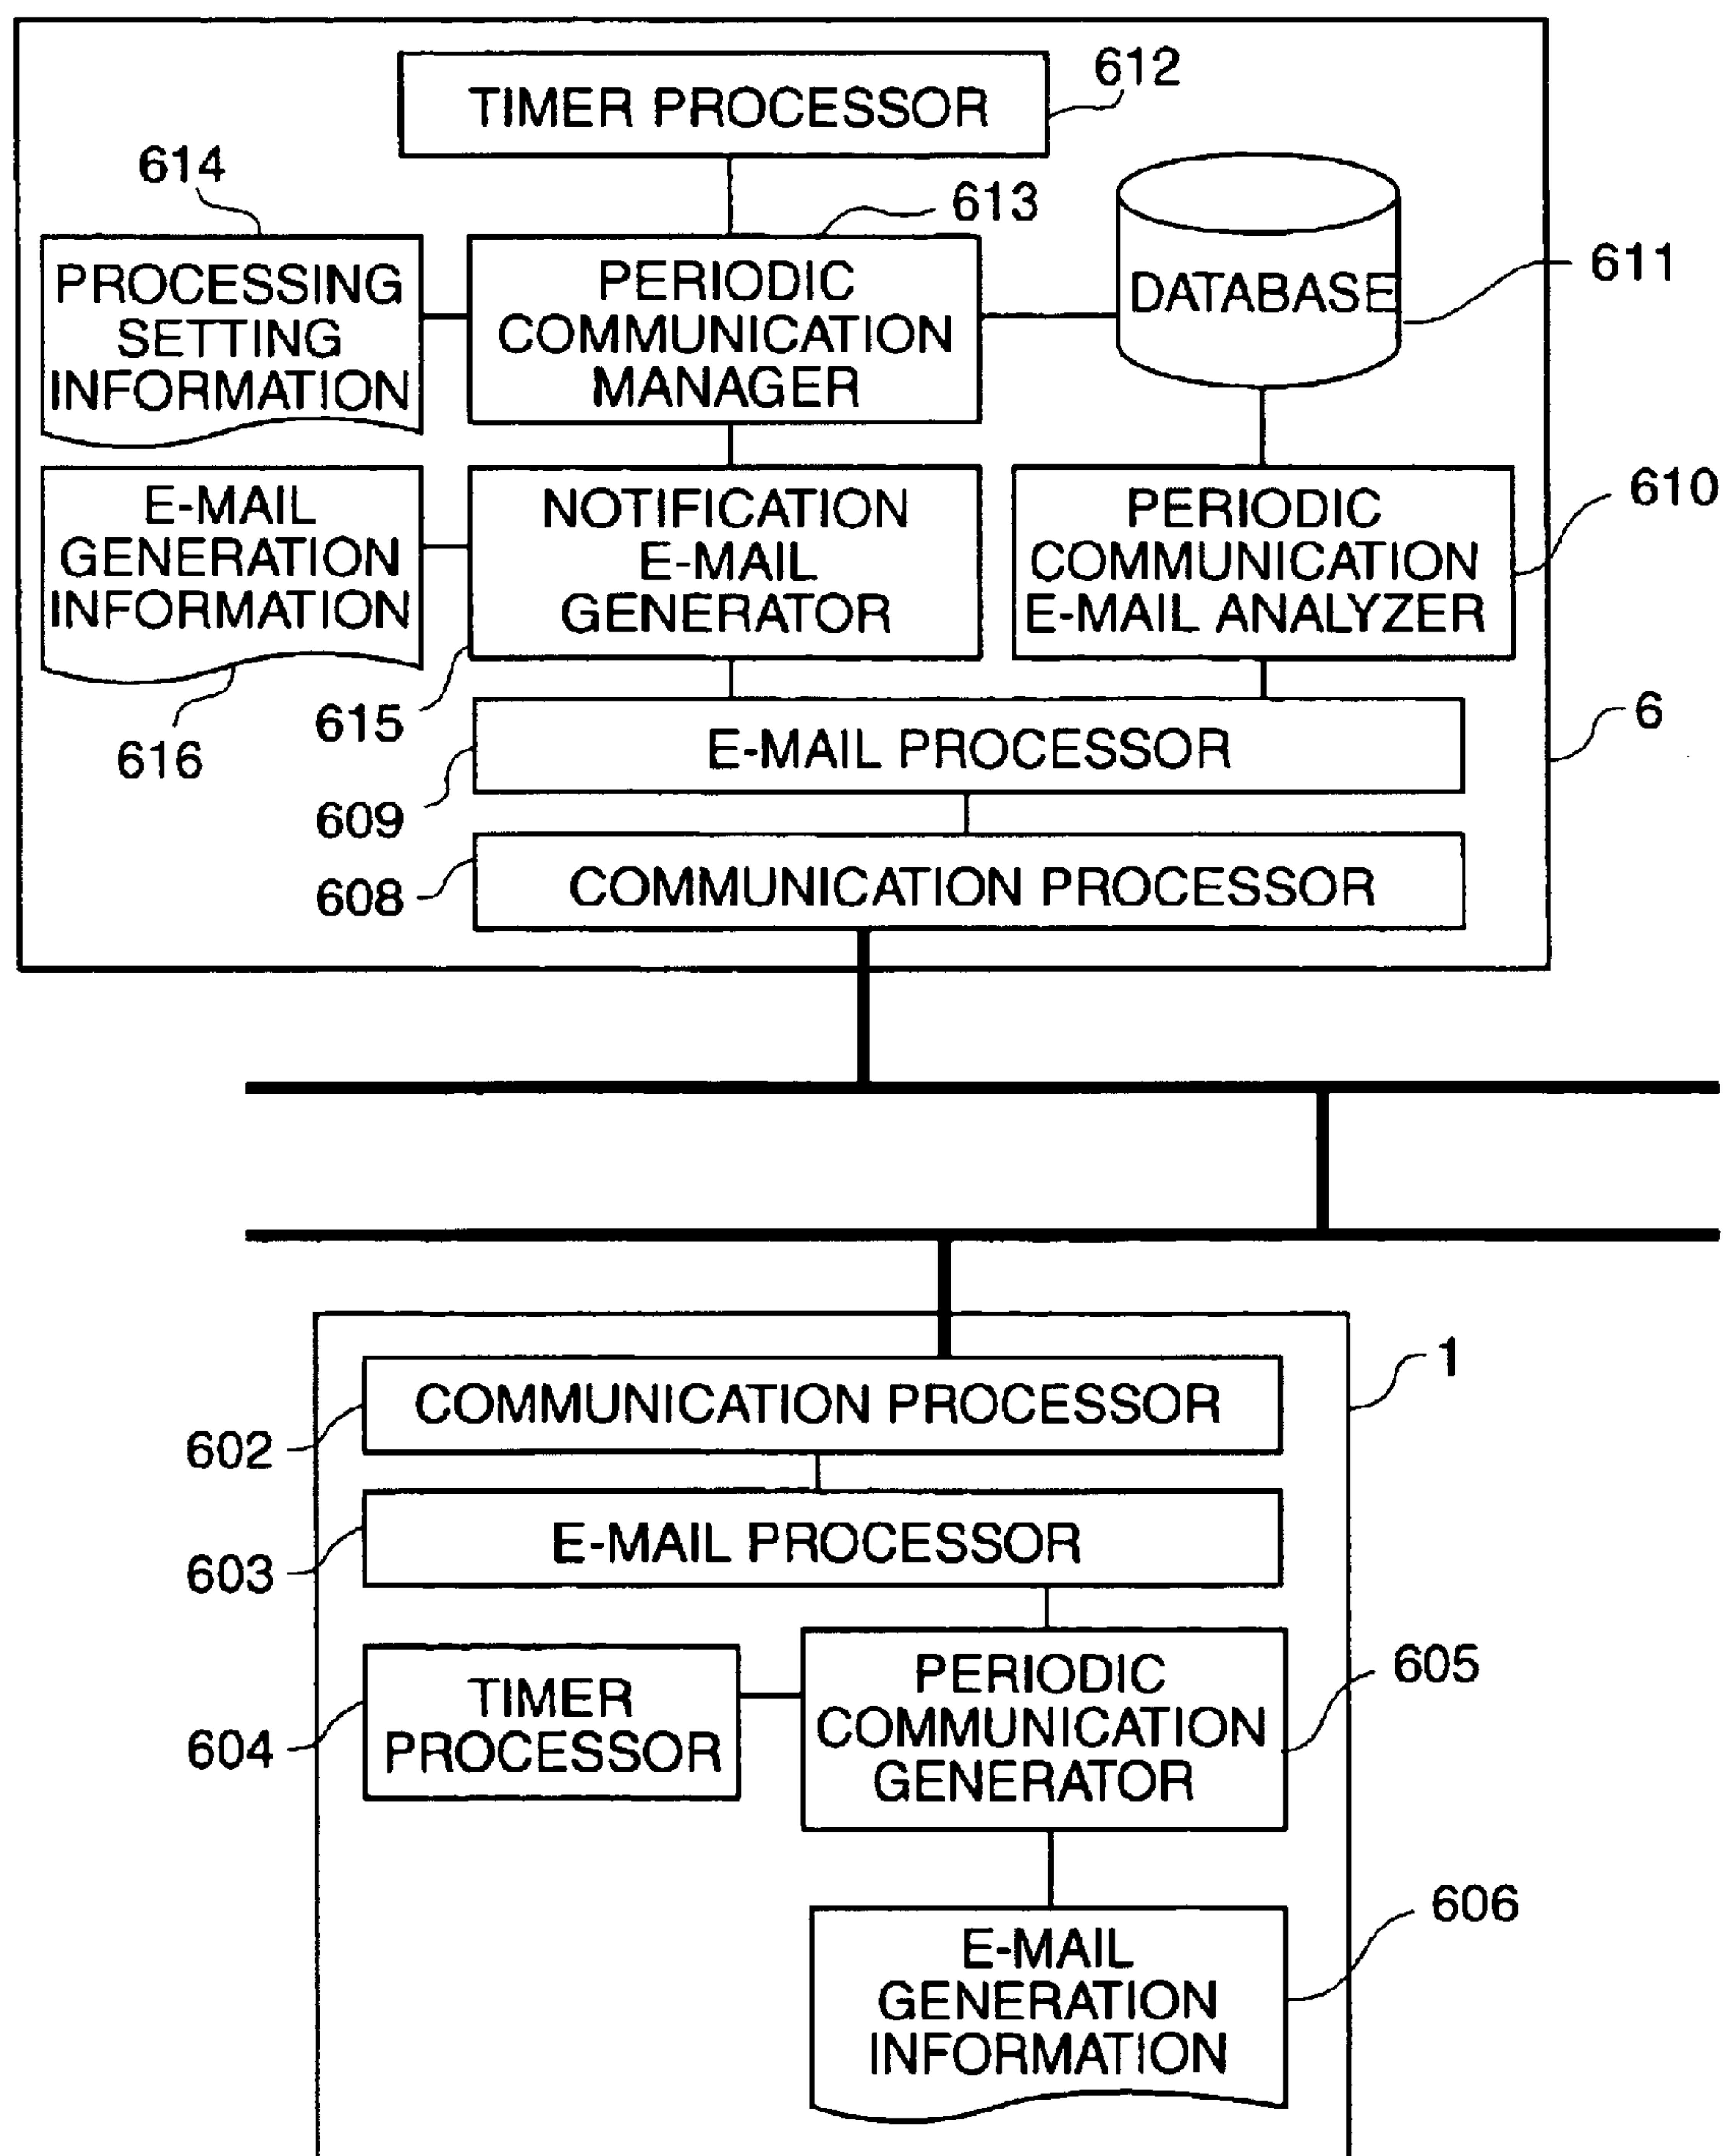 612
TIMER PROCESSOR
614
613
PROCESSING
SETTING
INFORMATION
PERIODIC
COMMUNICATION
MANAGER
DATABASE
611
E-MAIL
GENERATION
INFORMATION
NOTIFICATION
E-MAIL
GENERATOR
PERIODIC
COMMUNICATION
E-MAIL ANALYZER
610
616
615
E-MAIL PROCESSOR
6
609
COMMUNICATION PROCESSOR
608
1
COMMUNICATION PROCESSOR
602
E-MAIL PROCESSOR
603
TIMER
PROCESSOR
604
PERIODIC
COMMUNICATION
GENERATOR
605
606
E-MAIL
GENERATION
INFORMATION